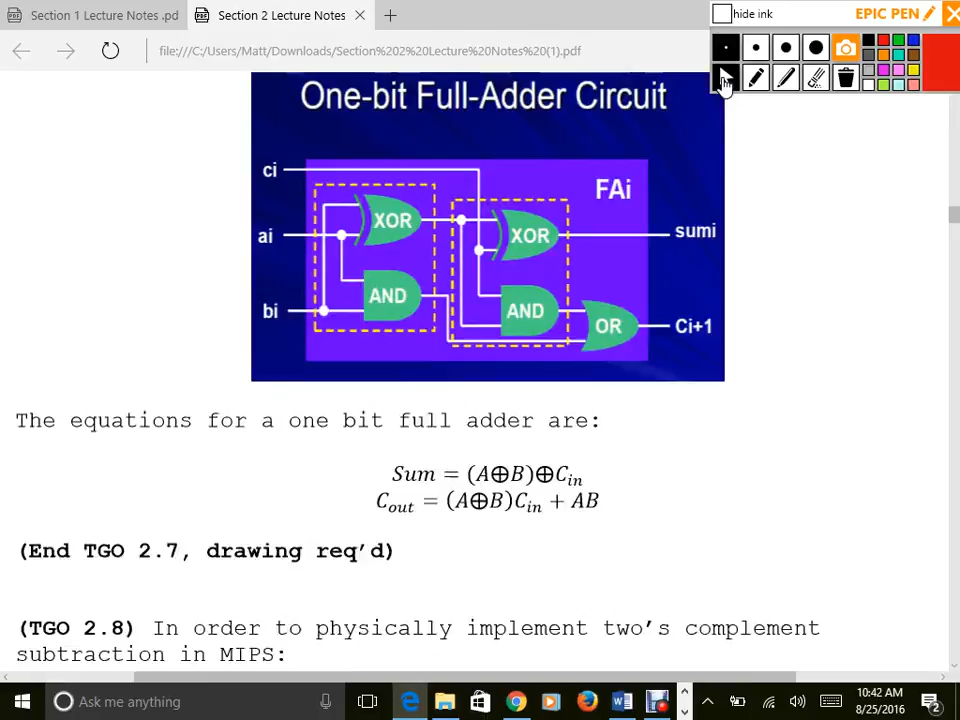 Section 1 Lecture Notes .pd
Section 2 Lecture Notes
hide ink
EPIC PEN
file:///C:/Users/Matt/Downloads/Section%202%20Lecture%20Notes%20(1).pdf
One-bit Full-Adder Circuit
ci
FAi
XOR
ai
XOR
sumi
AND
bi
AND
OR
Ci+1
The equations for a one bit full adder are:
Sum = (A⊕B)⊕C_in
C_out = (A⊕B)C_in + AB
(End TGO 2.7, drawing req'd)
(TGO 2.8) In order to physically implement two's complement
subtraction in MIPS:
Ask me anything
10:42 AM
8/25/2016
2